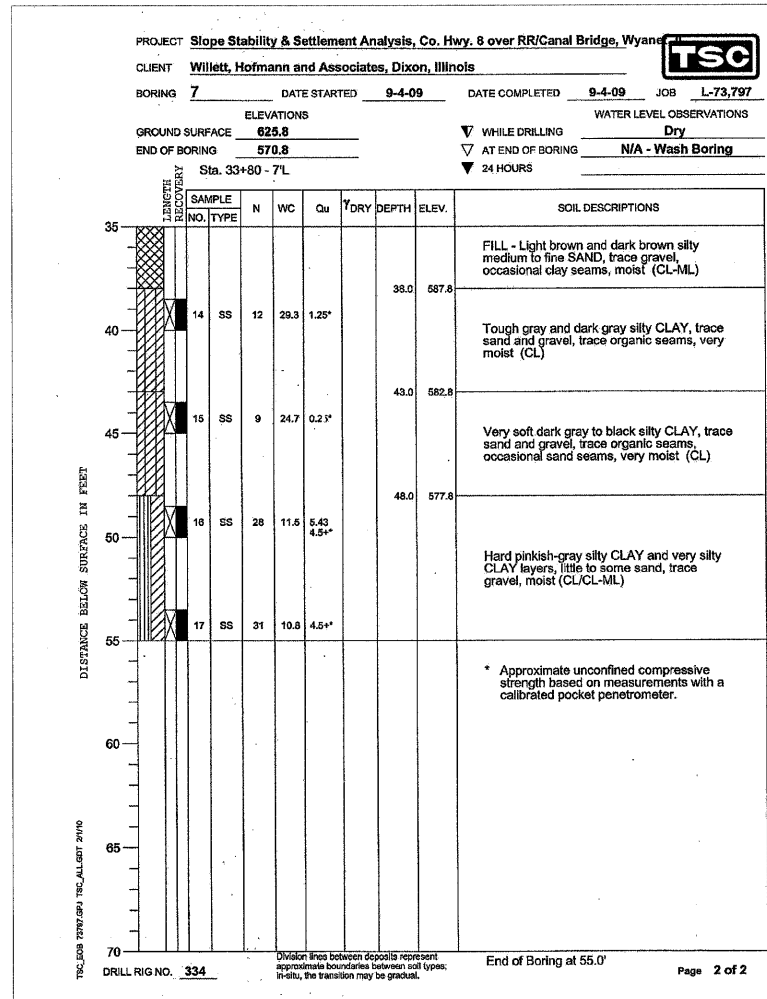 PROJECT Slope Stability & Settlement Analysis, Co. Hwy. 8 over RR/Canal Bridge, Wyanet,
TSC
CLIENT Willett, Hofmann and Associates, Dixon, Illinois
BORING 7 DATE STARTED 9-4-09 DATE COMPLETED 9-4-09 JOB L-73,797
ELEVATIONS WATER LEVEL OBSERVATIONS
GROUND SURFACE 625.8 WHILE DRILLING Dry
END OF BORING 570.8 AT END OF BORING N/A - Wash Boring
Sta. 33+80 - 7'L 24 HOURS
LENGTH
RECOVERY
SAMPLE
NO. TYPE N WC Qu γDRY DEPTH ELEV. SOIL DESCRIPTIONS
35
FILL - Light brown and dark brown silty
medium to fine SAND, trace gravel,
occasional clay seams, moist (CL-ML)
38.0 587.8
14 SS 12 29.3 1.25*
40
Tough gray and dark gray silty CLAY, trace
sand and gravel, trace organic seams, very
moist (CL)
43.0 582.8
15 SS 9 24.7 0.25*
45
Very soft dark gray to black silty CLAY, trace
sand and gravel, trace organic seams,
occasional sand seams, very moist (CL)
48.0 577.8
16 SS 28 11.5 5.43
4.5+*
50
Hard pinkish-gray silty CLAY and very silty
CLAY layers, little to some sand, trace
gravel, moist (CL/CL-ML)
17 SS 31 10.8 4.5+*
55
* Approximate unconfined compressive
strength based on measurements with a
calibrated pocket penetrometer.
60
65
70
DISTANCE BELOW SURFACE IN FEET
TSC_EOB 73797.GPJ TSC_ALL.GDT 2/1/10
DRILL RIG NO. 334
Division lines between deposits represent
approximate boundaries between soil types;
in-situ, the transition may be gradual.
End of Boring at 55.0'
Page 2 of 2